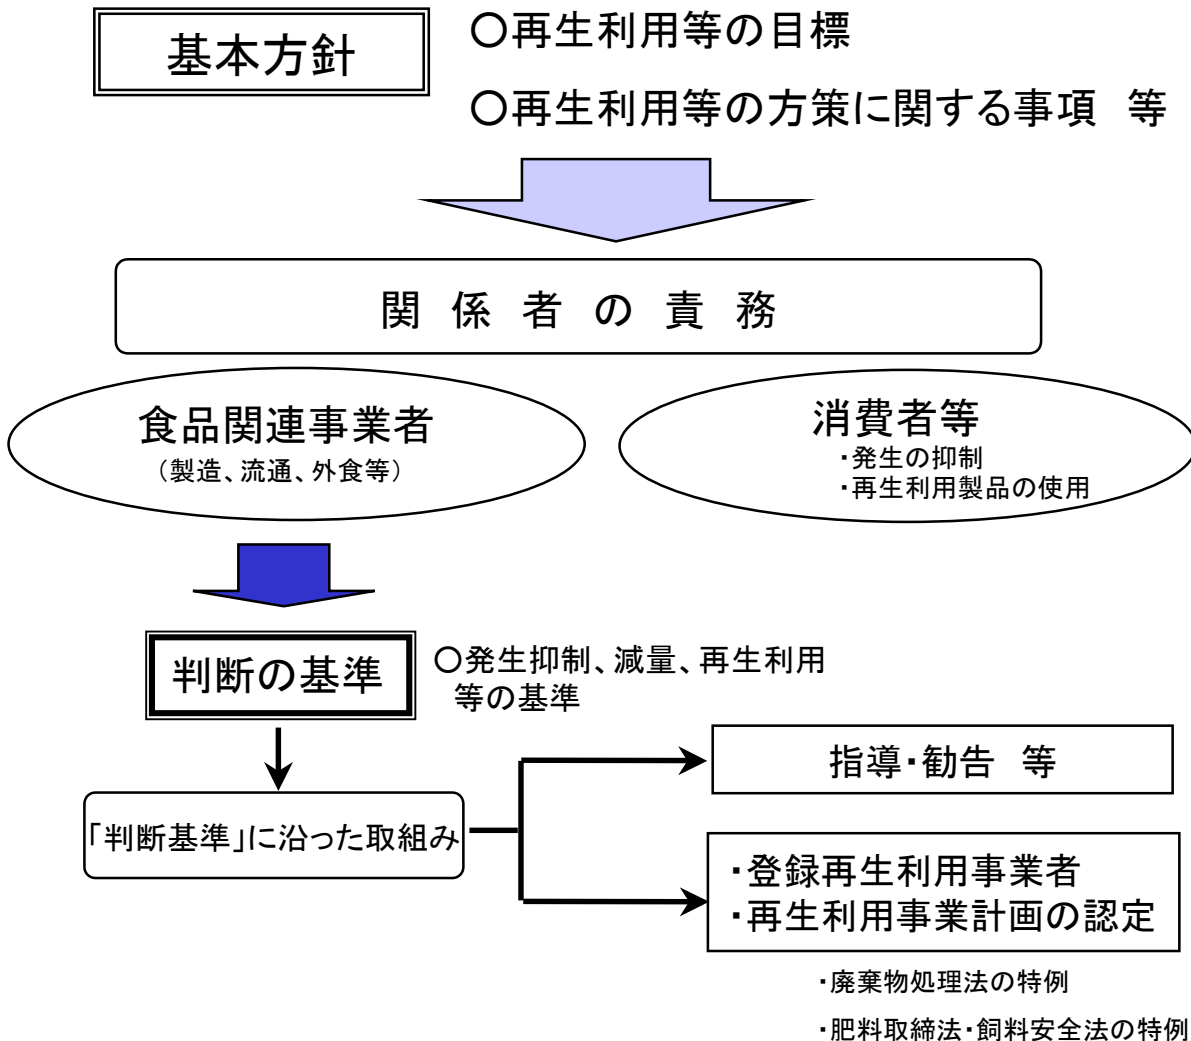 基本方針
〇再生利用等の目標
〇再生利用等の方策に関する事項　等
関　係　者　の　責　務
食品関連事業者
（製造、流通、外食等）
消費者等
・発生の抑制
・再生利用製品の使用
判断の基準
〇発生抑制、減量、再生利用
等の基準
「判断基準」に沿った取組み
指導・勧告　等
・登録再生利用事業者
・再生利用事業計画の認定
・廃棄物処理法の特例
・肥料取締法・飼料安全法の特例